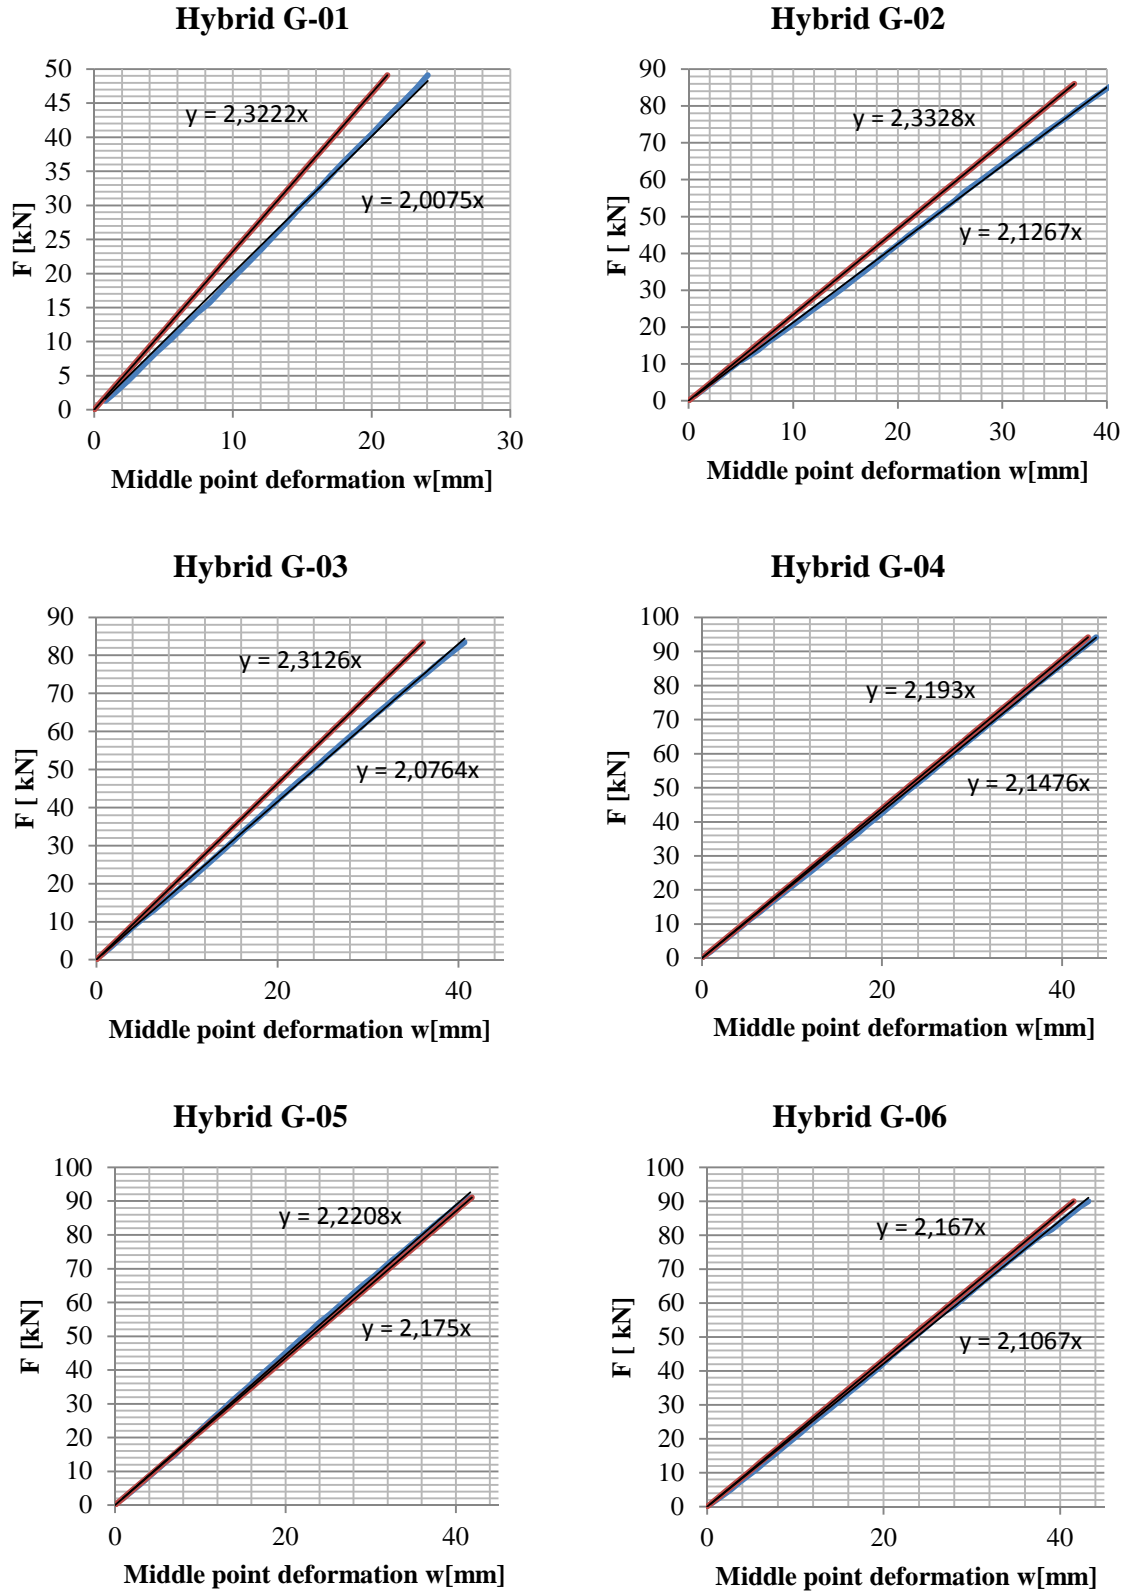 Hybrid G-01
50
45
40
35
30
25
20
15
10
5
0
F [kN]
y = 2,3222x
y = 2,0075x
0 10 20 30
Middle point deformation w[mm]
Hybrid G-02
90
80
70
60
50
40
30
20
10
0
F [ kN]
y = 2,3328x
y = 2,1267x
0 10 20 30 40
Middle point deformation w[mm]
Hybrid G-03
90
80
70
60
50
40
30
20
10
0
F [ kN]
y = 2,3126x
y = 2,0764x
0 20 40
Middle point deformation w[mm]
Hybrid G-04
100
90
80
70
60
50
40
30
20
10
0
F [kN]
y = 2,193x
y = 2,1476x
0 20 40
Middle point deformation w[mm]
Hybrid G-05
100
90
80
70
60
50
40
30
20
10
0
F [kN]
y = 2,2208x
y = 2,175x
0 20 40
Middle point deformation w[mm]
Hybrid G-06
100
90
80
70
60
50
40
30
20
10
0
F [ kN]
y = 2,167x
y = 2,1067x
0 20 40
Middle point deformation w[mm]